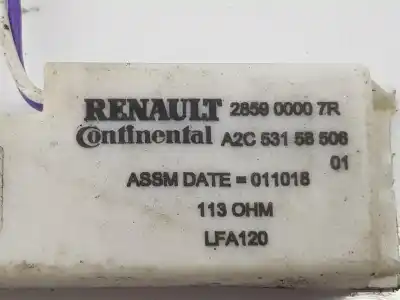 RENAULT 2859 0000 7R
Continental A2C 531 58 506
01
ASSM DATE = 011018
113 OHM
LFA120